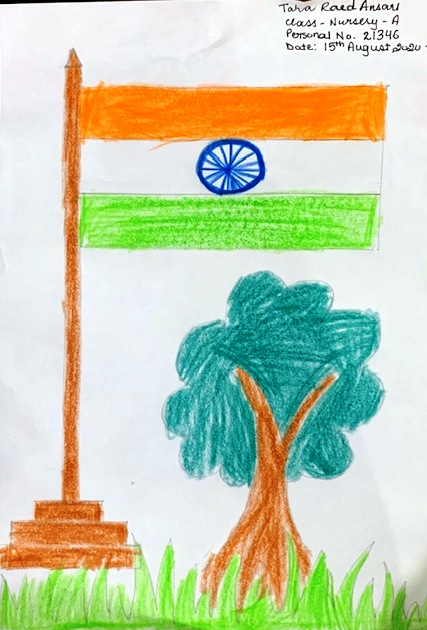 Tara Raed Ansari
Class - Nursery - A
Personal No. 21346
Date: 15th August, 2020